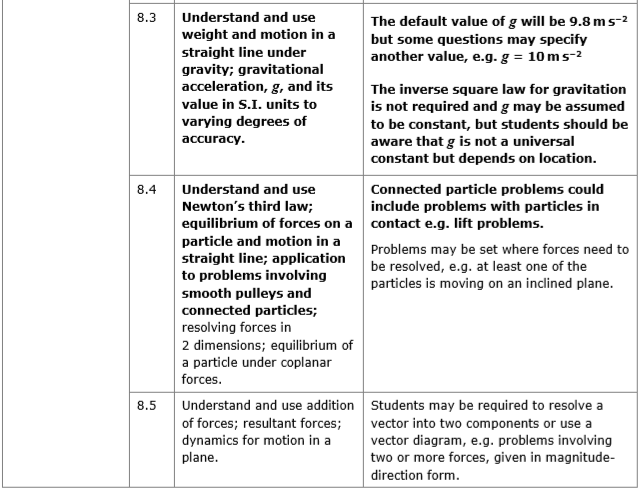 8.3
Understand and use
weight and motion in a
straight line under
gravity; gravitational
acceleration, g, and its
value in S.I. units to
varying degrees of
accuracy.
The default value of g will be 9.8 m s⁻²
but some questions may specify
another value, e.g. g = 10 m s⁻²
The inverse square law for gravitation
is not required and g may be assumed
to be constant, but students should be
aware that g is not a universal
constant but depends on location.
8.4
Understand and use
Newton’s third law;
equilibrium of forces on a
particle and motion in a
straight line; application
to problems involving
smooth pulleys and
connected particles;
resolving forces in
2 dimensions; equilibrium of
a particle under coplanar
forces.
Connected particle problems could
include problems with particles in
contact e.g. lift problems.
Problems may be set where forces need to
be resolved, e.g. at least one of the
particles is moving on an inclined plane.
8.5
Understand and use addition
of forces; resultant forces;
dynamics for motion in a
plane.
Students may be required to resolve a
vector into two components or use a
vector diagram, e.g. problems involving
two or more forces, given in magnitude-
direction form.